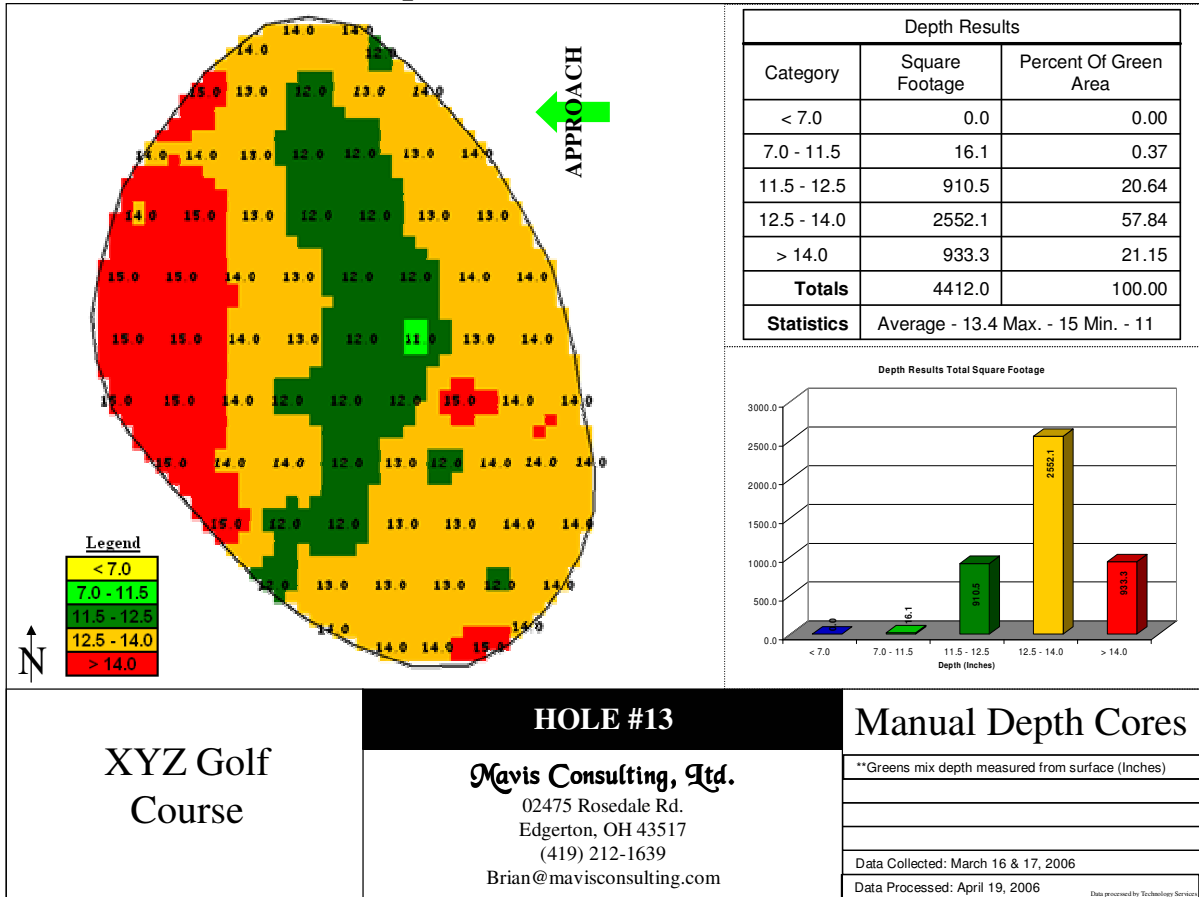 14.0 14.0
14.0 12.0
15.0 13.0 12.0 13.0 14.0
14.0 14.0 13.0 12.0 12.0 13.0 14.0
14.0 15.0 13.0 12.0 12.0 13.0 13.0
15.0 15.0 14.0 13.0 12.0 12.0 14.0 14.0
15.0 15.0 14.0 13.0 12.0 11.0 13.0 14.0
15.0 15.0 14.0 12.0 12.0 12.0 15.0 14.0 14.0
15.0 14.0 14.0 12.0 13.0 12.0 14.0 14.0 14.0
15.0 12.0 12.0 13.0 13.0 14.0 14.0
12.0 13.0 13.0 13.0 12.0 14.0
14.0 14.0
14.0 14.0 15.0
APPROACH
Legend
< 7.0
7.0 - 11.5
11.5 - 12.5
12.5 - 14.0
> 14.0
N
Depth Results
Category Square Footage Percent Of Green Area
< 7.0 0.0 0.00
7.0 - 11.5 16.1 0.37
11.5 - 12.5 910.5 20.64
12.5 - 14.0 2552.1 57.84
> 14.0 933.3 21.15
Totals 4412.0 100.00
Statistics Average - 13.4 Max. - 15 Min. - 11
Depth Results Total Square Footage
3000.0
2500.0
2000.0
1500.0
1000.0
500.0
0.0
16.1
910.5
2552.1
933.3
< 7.0 7.0 - 11.5 11.5 - 12.5 12.5 - 14.0 > 14.0
Depth (Inches)
XYZ Golf
Course
HOLE #13
Mavis Consulting, Ltd.
02475 Rosedale Rd.
Edgerton, OH 43517
(419) 212-1639
Brian@mavisconsulting.com
Manual Depth Cores
**Greens mix depth measured from surface (Inches)
Data Collected: March 16 & 17, 2006
Data Processed: April 19, 2006
Data processed by Technology Services